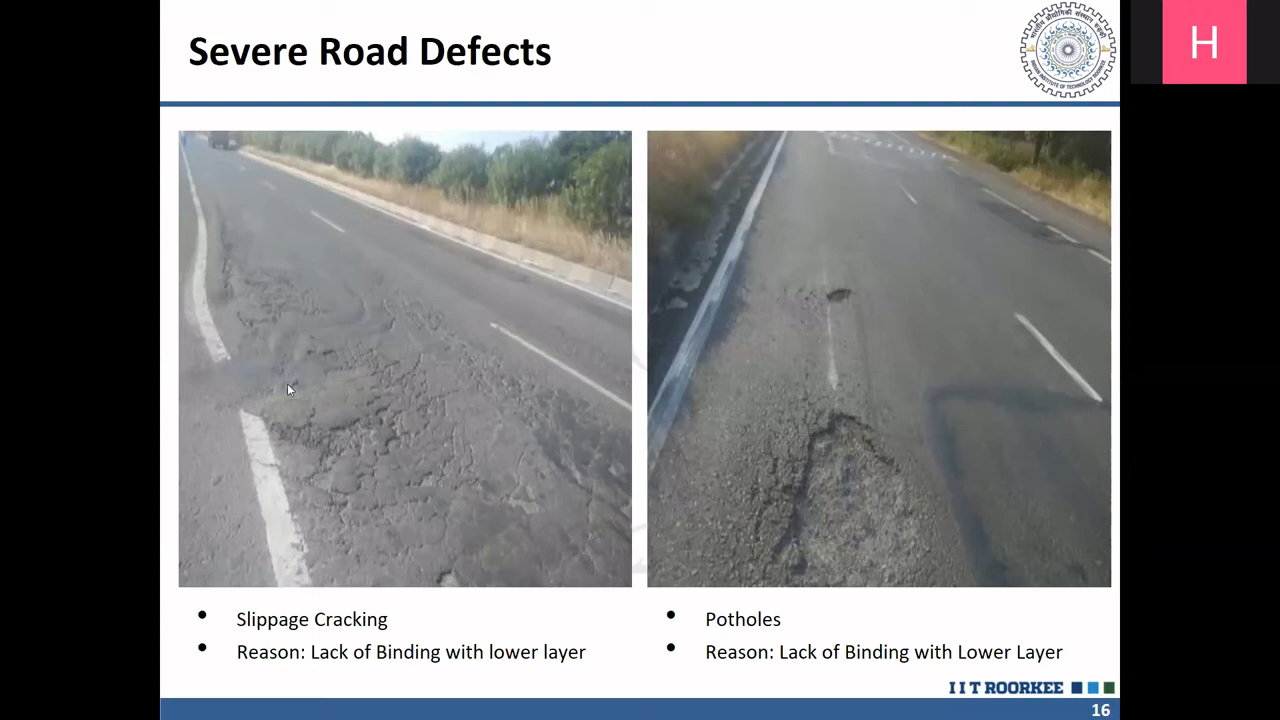 Severe Road Defects
H
• Slippage Cracking
• Reason: Lack of Binding with lower layer
• Potholes
• Reason: Lack of Binding with Lower Layer
IIT ROORKEE
16